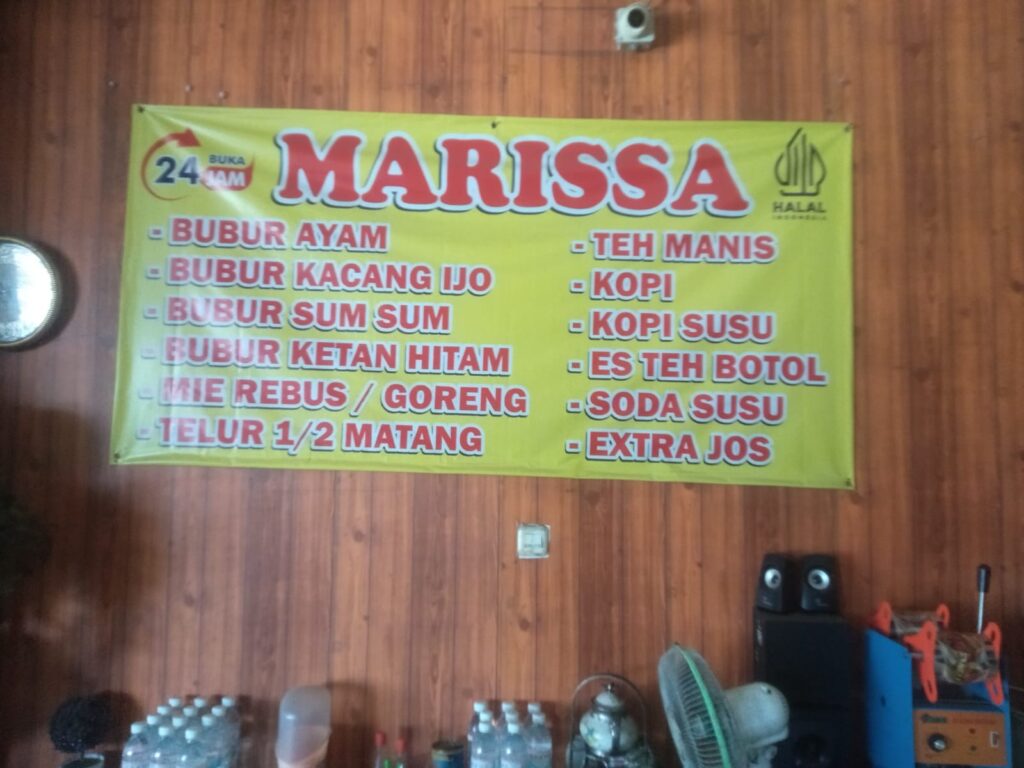 MARISSA
24 BUKA JAM
HALAL
INDONESIA
- BUBUR AYAM
- BUBUR KACANG IJO
- BUBUR SUM SUM
- BUBUR KETAN HITAM
- MIE REBUS / GORENG
- TELUR 1/2 MATANG
- TEH MANIS
- KOPI
- KOPI SUSU
- ES TEH BOTOL
- SODA SUSU
- EXTRA JOS